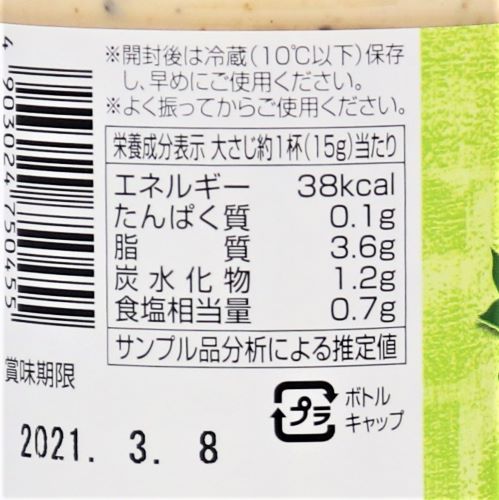 ※開封後は冷蔵(10℃以下)保存
し、早めにご使用ください。
※よく振ってからご使用ください。
栄養成分表示 大さじ約1杯(15g)当たり
エネルギー 38kcal
たんぱく質 0.1g
脂質 3.6g
炭水化物 1.2g
食塩相当量 0.7g
サンプル品分析による推定値
4 903024 750455
賞味期限
2021. 3. 8
プラ
ボトル
キャップ